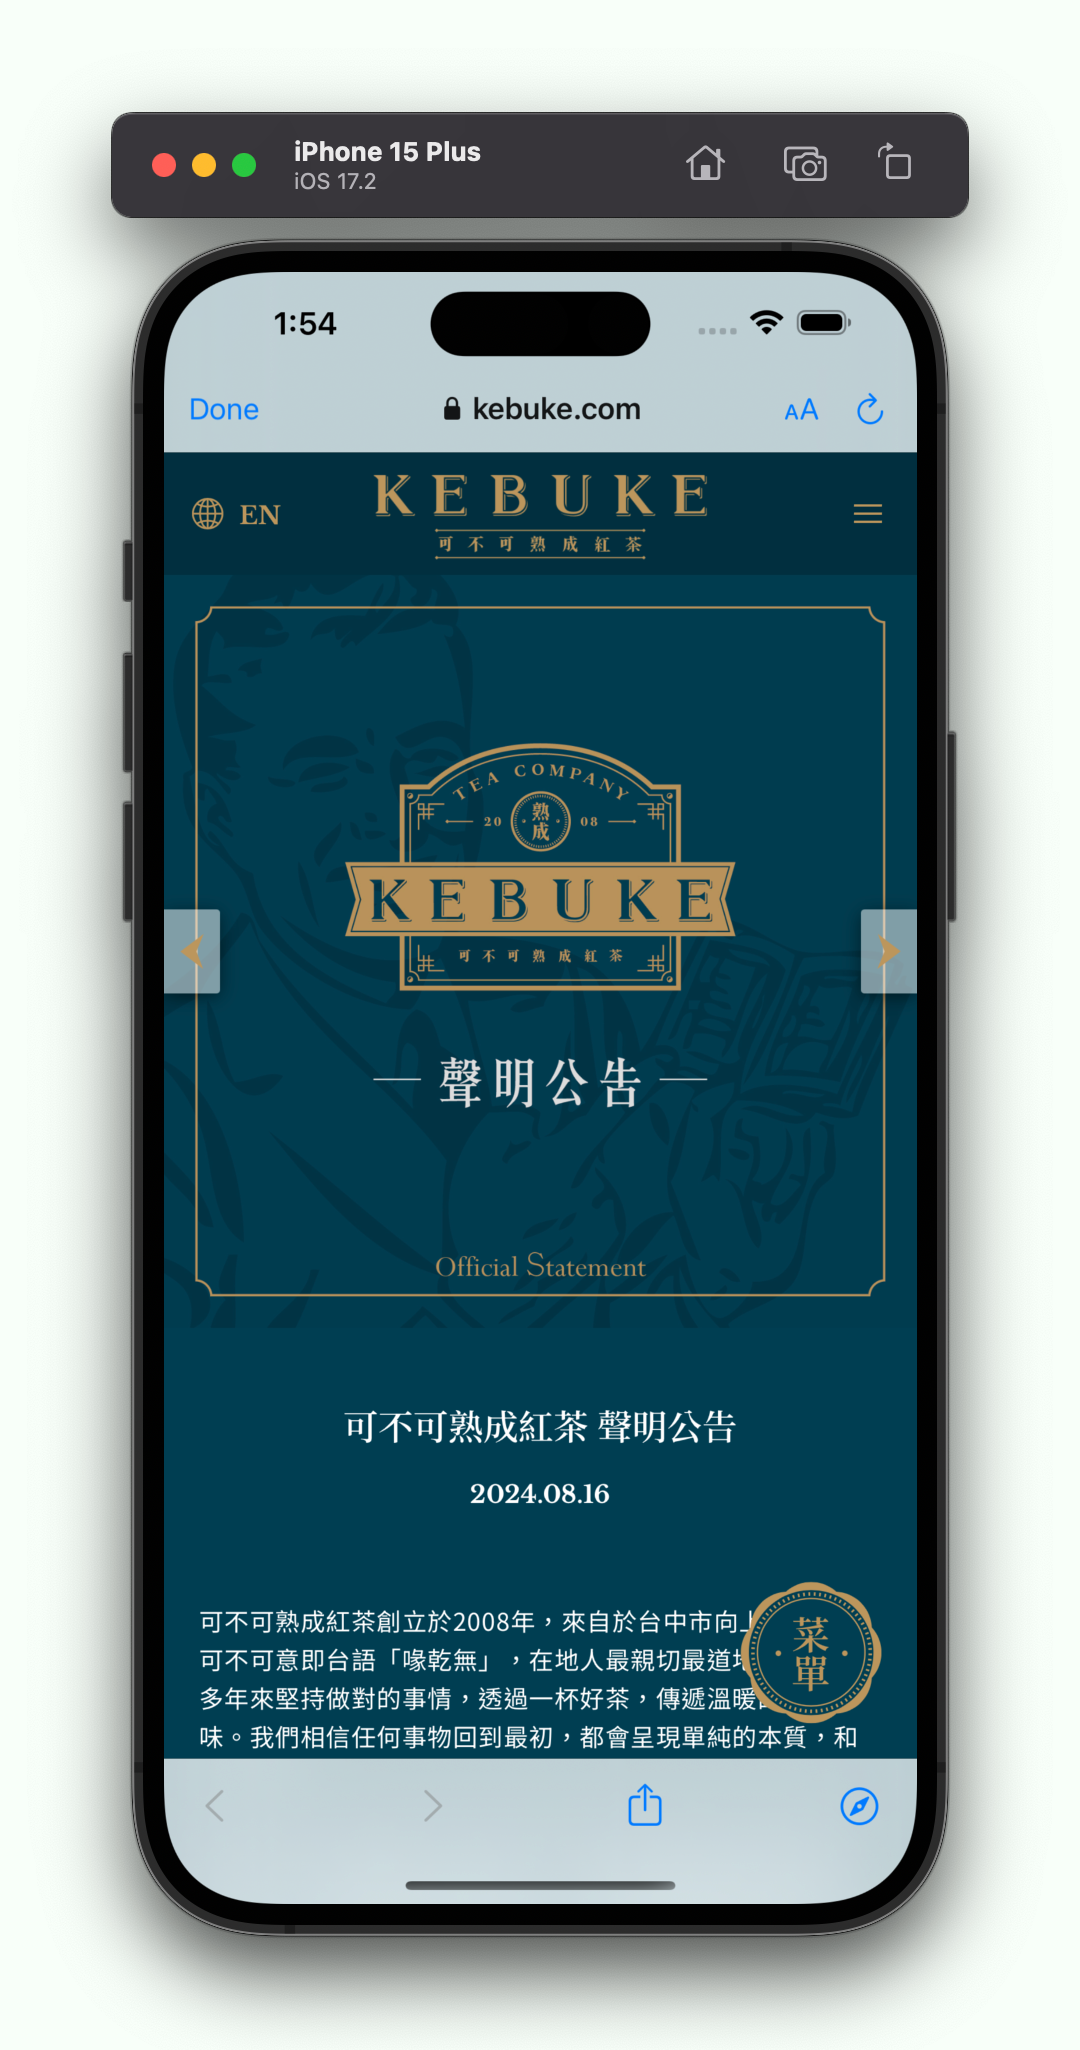 iPhone 15 Plus
iOS 17.2
1:54
Done
kebuke.com
AA
EN
KEBUKE
可不可熟成紅茶
TEA COMPANY
20 熟成 08
KEBUKE
可不可熟成紅茶
聲明公告
Official Statement
可不可熟成紅茶 聲明公告
2024.08.16
可不可熟成紅茶創立於2008年，來自於台中市向上
可不可意即台語「喙乾無」，在地人最親切最道地
多年來堅持做對的事情，透過一杯好茶，傳遞溫暖
味。我們相信任何事物回到最初，都會呈現單純的本質，和
菜單